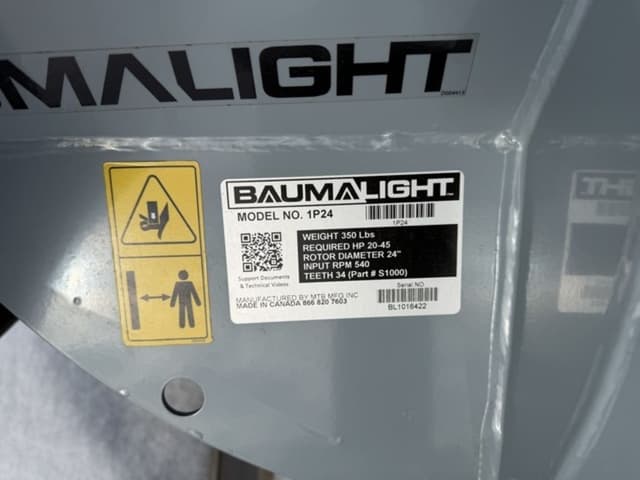 MALIGHT
BAUMALIGHT
MODEL NO. 1P24
1P24
WEIGHT 350 Lbs
REQUIRED HP 20-45
ROTOR DIAMETER 24"
INPUT RPM 540
TEETH 34 (Part # S1000)
Support Documents
& Technical Videos
Serial NO.
MANUFACTURED BY MTB MFG INC
MADE IN CANADA 866 820 7603
BL1016422
TH